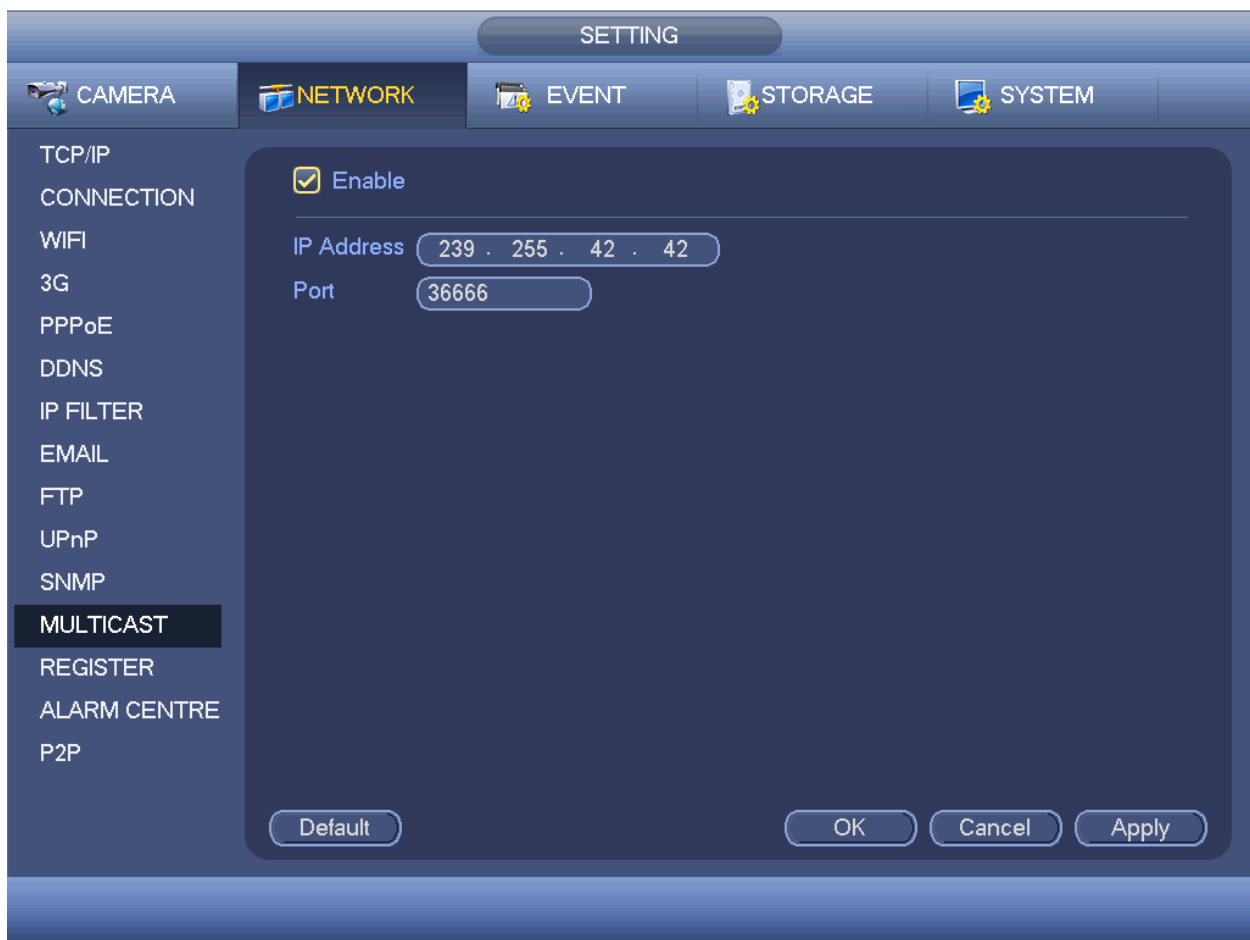 SETTING
CAMERA NETWORK EVENT STORAGE SYSTEM
TCP/IP
CONNECTION
WIFI
3G
PPPoE
DDNS
IP FILTER
EMAIL
FTP
UPnP
SNMP
MULTICAST
REGISTER
ALARM CENTRE
P2P
Enable
IP Address 239 . 255 . 42 . 42
Port 36666
Default OK Cancel Apply